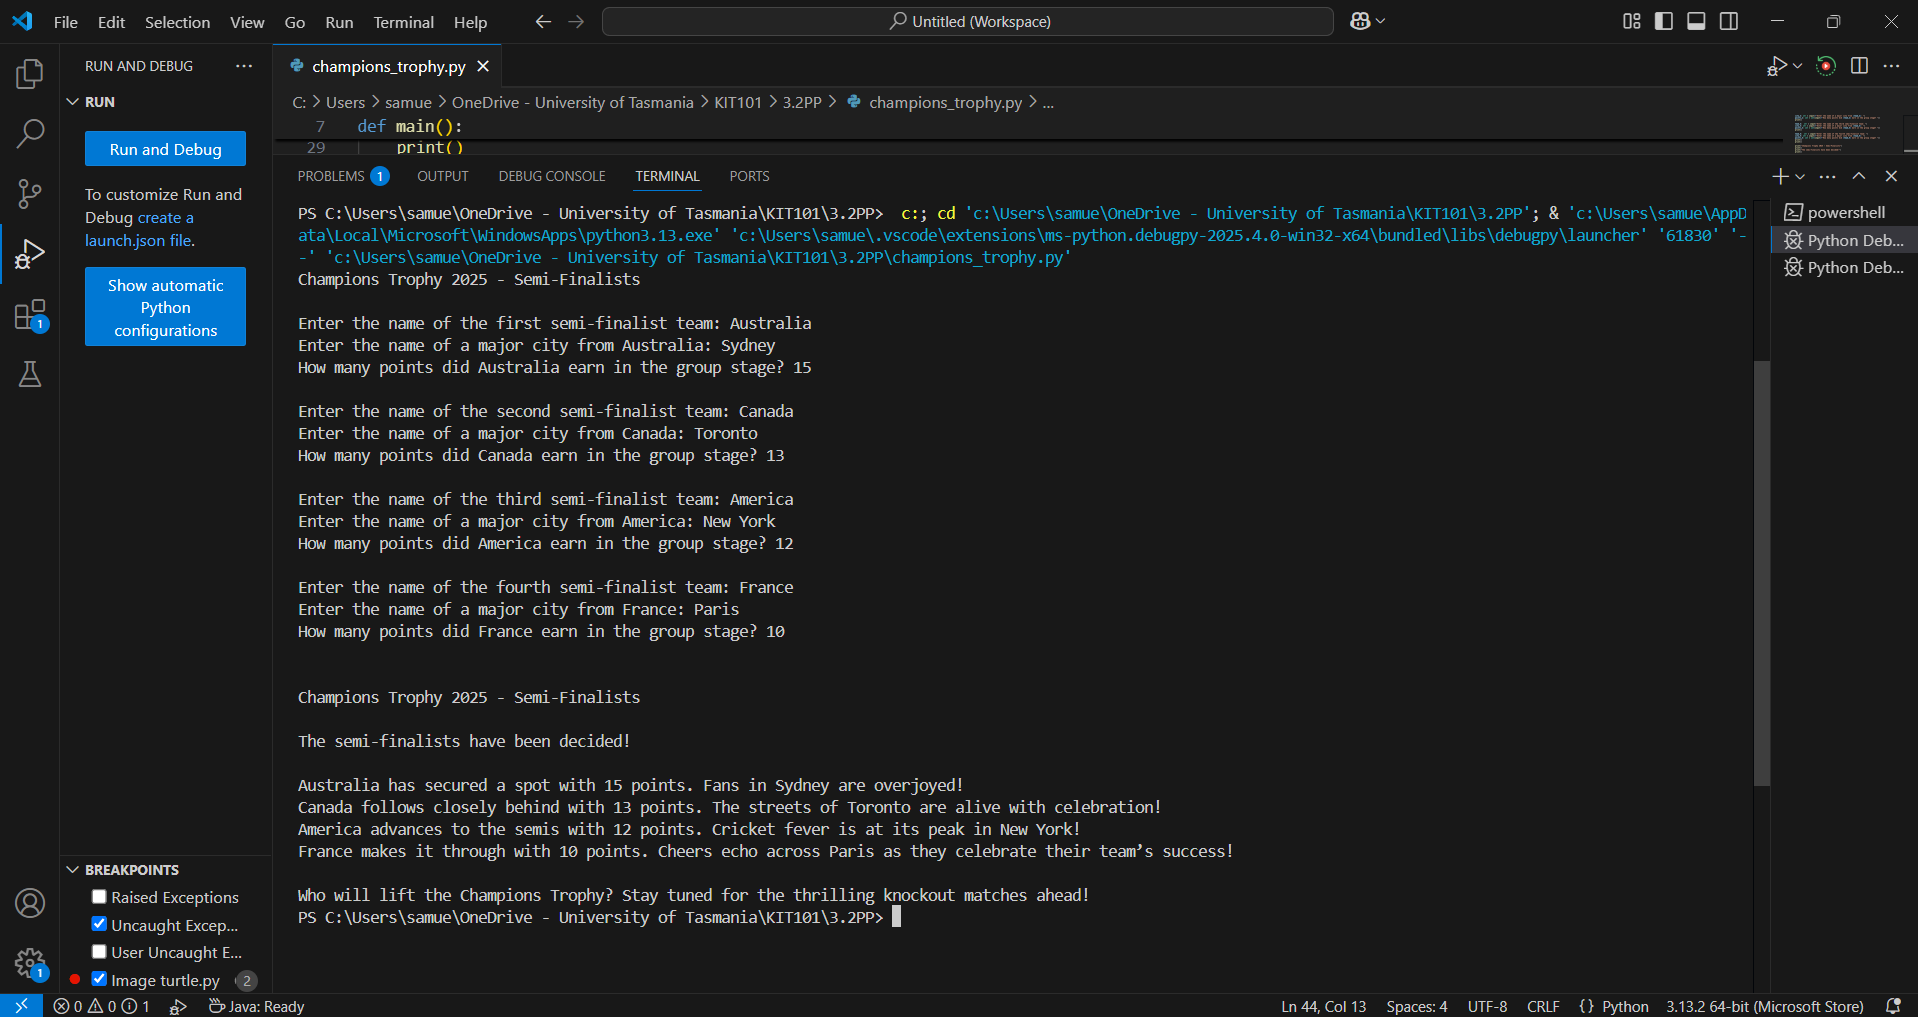 File Edit Selection View Go Run Terminal Help
Untitled (Workspace)
RUN AND DEBUG
RUN
Run and Debug
To customize Run and
Debug create a
launch.json file.
Show automatic
Python
configurations
1
BREAKPOINTS
Raised Exceptions
Uncaught Excep...
User Uncaught E...
Image turtle.py 2
1
champions_trophy.py
C: > Users > samue > OneDrive - University of Tasmania > KIT101 > 3.2PP > champions_trophy.py > ...
7 def main():
29 print()
PROBLEMS 1 OUTPUT DEBUG CONSOLE TERMINAL PORTS
PS C:\Users\samue\OneDrive - University of Tasmania\KIT101\3.2PP> c:; cd 'c:\Users\samue\OneDrive - University of Tasmania\KIT101\3.2PP'; & 'c:\Users\samue\AppD
ata\Local\Microsoft\WindowsApps\python3.13.exe' 'c:\Users\samue\.vscode\extensions\ms-python.debugpy-2025.4.0-win32-x64\bundled\libs\debugpy\launcher' '61830' '-
-' 'c:\Users\samue\OneDrive - University of Tasmania\KIT101\3.2PP\champions_trophy.py'
Champions Trophy 2025 - Semi-Finalists
Enter the name of the first semi-finalist team: Australia
Enter the name of a major city from Australia: Sydney
How many points did Australia earn in the group stage? 15
Enter the name of the second semi-finalist team: Canada
Enter the name of a major city from Canada: Toronto
How many points did Canada earn in the group stage? 13
Enter the name of the third semi-finalist team: America
Enter the name of a major city from America: New York
How many points did America earn in the group stage? 12
Enter the name of the fourth semi-finalist team: France
Enter the name of a major city from France: Paris
How many points did France earn in the group stage? 10
Champions Trophy 2025 - Semi-Finalists
The semi-finalists have been decided!
Australia has secured a spot with 15 points. Fans in Sydney are overjoyed!
Canada follows closely behind with 13 points. The streets of Toronto are alive with celebration!
America advances to the semis with 12 points. Cricket fever is at its peak in New York!
France makes it through with 10 points. Cheers echo across Paris as they celebrate their team’s success!
Who will lift the Champions Trophy? Stay tuned for the thrilling knockout matches ahead!
PS C:\Users\samue\OneDrive - University of Tasmania\KIT101\3.2PP>
powershell
Python Deb...
Python Deb...
0 0 1 Java: Ready
Ln 44, Col 13 Spaces: 4 UTF-8 CRLF {} Python 3.13.2 64-bit (Microsoft Store)